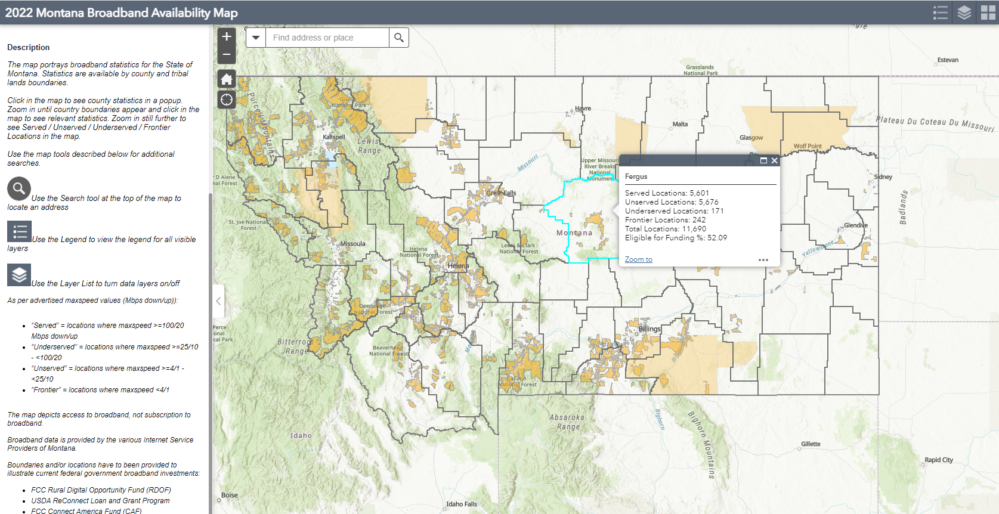 2022 Montana Broadband Availability Map
Description
The map portrays broadband statistics for the State of
Montana. Statistics are available by county and tribal
lands boundaries.
Click in the map to see county statistics in a popup.
Zoom in until country boundaries appear and click in the
map to see relevant statistics. Zoom in still further to
see Served / Unserved / Underserved / Frontier
Locations in the map.
Use the map tools described below for additional
searches.
Use the Search tool at the top of the map to
locate an address
Use the Legend to view the legend for all visible
layers
Use the Layer List to turn data layers on/off
As per advertised maxspeed values (Mbps down/up)):
• "Served" = locations where maxspeed >=100/20
Mbps down/up
• "Underserved" = locations where maxspeed >=25/10
- <100/20
• "Unserved" = locations where maxspeed >=4/1 -
<25/10
• "Frontier" = locations where maxspeed <4/1
The map depicts access to broadband, not subscription to
broadband.
Broadband data is provided by the various Internet Service
Providers of Montana.
Boundaries and/or locations have to been provided to
illustrate current federal government broadband investments:
• FCC Rural Digital Opportunity Fund (RDOF)
• USDA ReConnect Loan and Grant Program
• FCC Connect America Fund (CAF)
+
−
Find address or place
Estevan
Grasslands
National Park
Plateau Du Coteau Du Missouri
Purcell Mountains
Glacier
National Park
Havre
Malta
Glasgow
Wolf Point
Kalispell
Lewis
Range
Missouri
Upper Missouri
River Breaks
National
Monument
Sidney
D Alene
nal Forest
Great Falls
Badlands
St. Joe National
Forest
Montana
Glendive
Missoula
Helena
National Forest
Lewis & Clark
National Forest
Yellowstone
Helena
Fergus
Served Locations: 5,601
Unserved Locations: 5,676
Underserved Locations: 171
Frontier Locations: 242
Total Locations: 11,690
Eligible for Funding %: 52.09
Zoom to
Deerlodge
National Forest
Perce
ional
cal Park
Billings
Bitterroot
Range
Beaverhead
National Forest
Gallatin
National Forest
Absaroka
Range
Bighorn
Bighorn Mountains
Idaho
Gillette
Rapid City
Boise
Idaho Falls